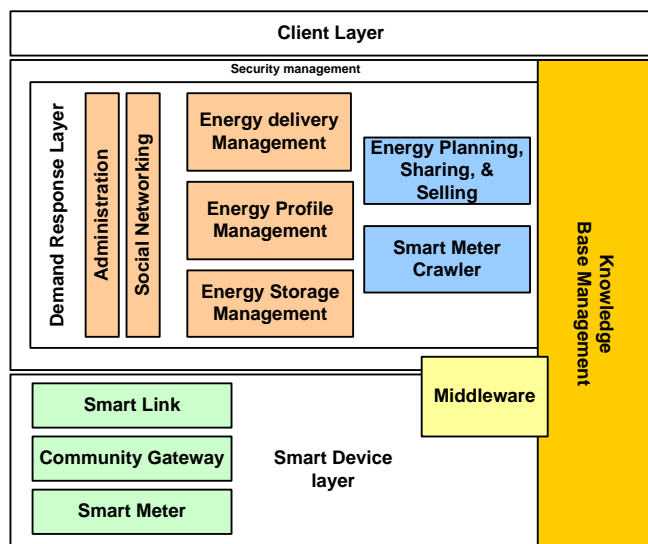 Client Layer
Security management
Demand Response Layer
Administration
Social Networking
Energy delivery
Management
Energy Profile
Management
Energy Storage
Management
Energy Planning,
Sharing, &
Selling
Smart Meter
Crawler
Knowledge
Base Management
Middleware
Smart Link
Community Gateway
Smart Meter
Smart Device
layer